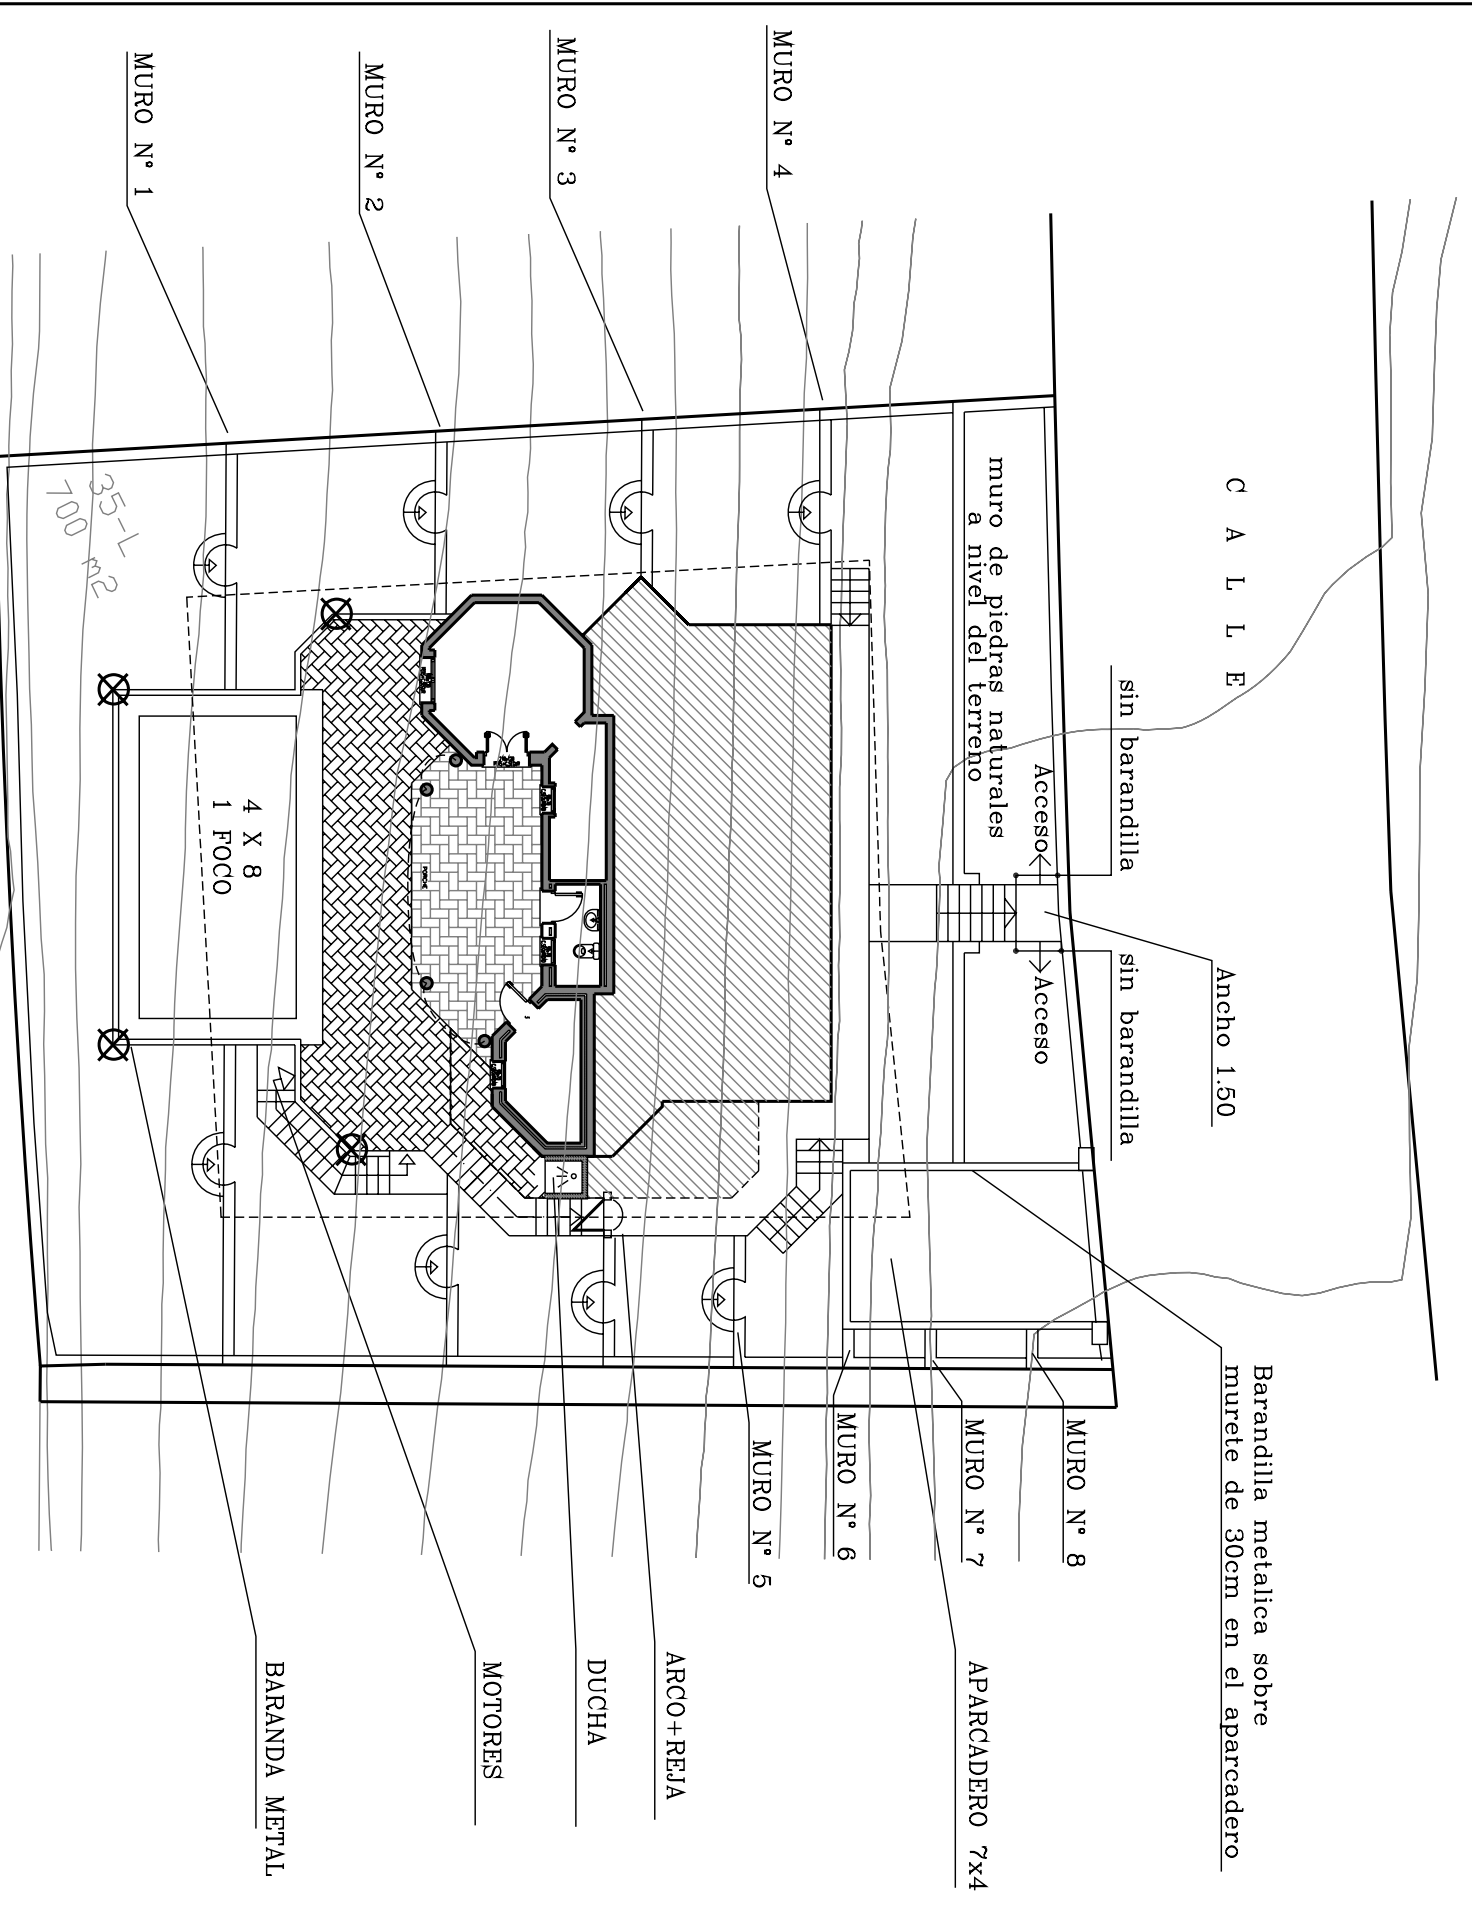 C A L L E
Ancho 1.50
sin barandilla
sin barandilla
Acceso
Acceso
muro de piedras naturales
a nivel del terreno
Barandilla metalica sobre
murete de 30cm en el aparcadero
MURO N° 8
MURO N° 7
MURO N° 6
MURO N° 5
MURO N° 4
MURO N° 3
MURO N° 2
MURO N° 1
APARCADERO 7x4
ARCO+REJA
DUCHA
MOTORES
BARANDA METAL
PORCHE
4 X 8
1 FOCO
35-L
700 m2